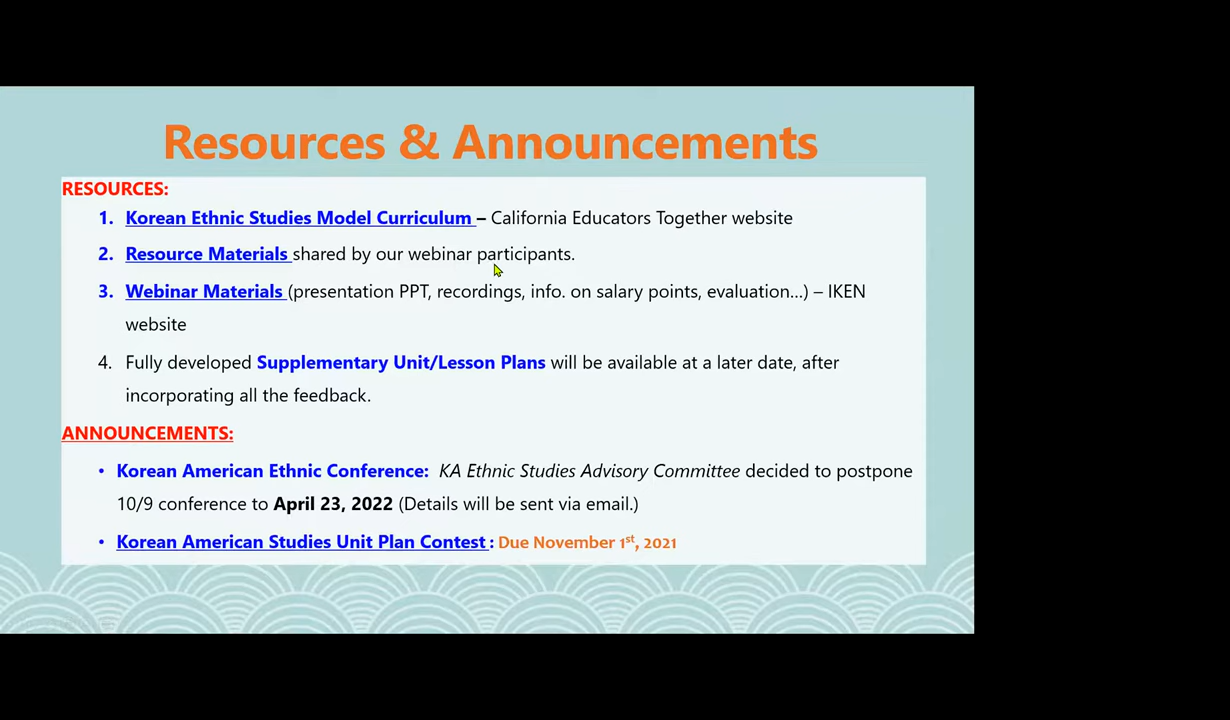 Resources & Announcements
RESOURCES:
1. Korean Ethnic Studies Model Curriculum – California Educators Together website
2. Resource Materials shared by our webinar participants.
3. Webinar Materials (presentation PPT, recordings, info. on salary points, evaluation...) – IKEN
website
4. Fully developed Supplementary Unit/Lesson Plans will be available at a later date, after
incorporating all the feedback.
ANNOUNCEMENTS:
• Korean American Ethnic Conference: KA Ethnic Studies Advisory Committee decided to postpone
10/9 conference to April 23, 2022 (Details will be sent via email.)
• Korean American Studies Unit Plan Contest : Due November 1st, 2021